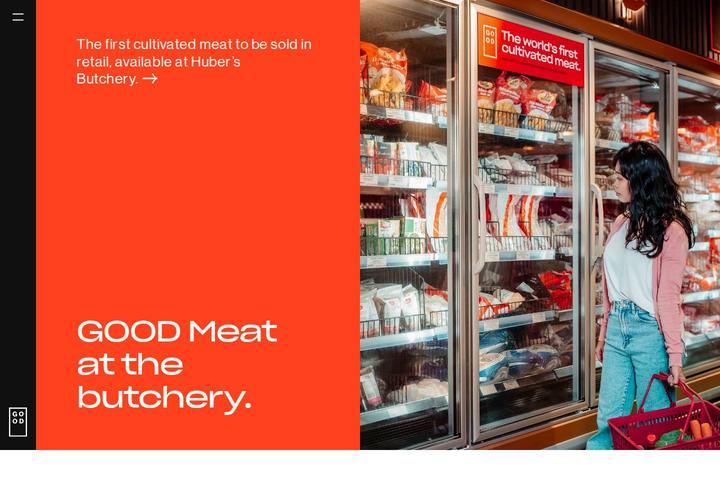 The first cultivated meat to be sold in
retail, available at Huber's
Butchery. →
GOOD Meat
at the
butchery.
GO
OD
GO
OD
The world's first
cultivated meat.